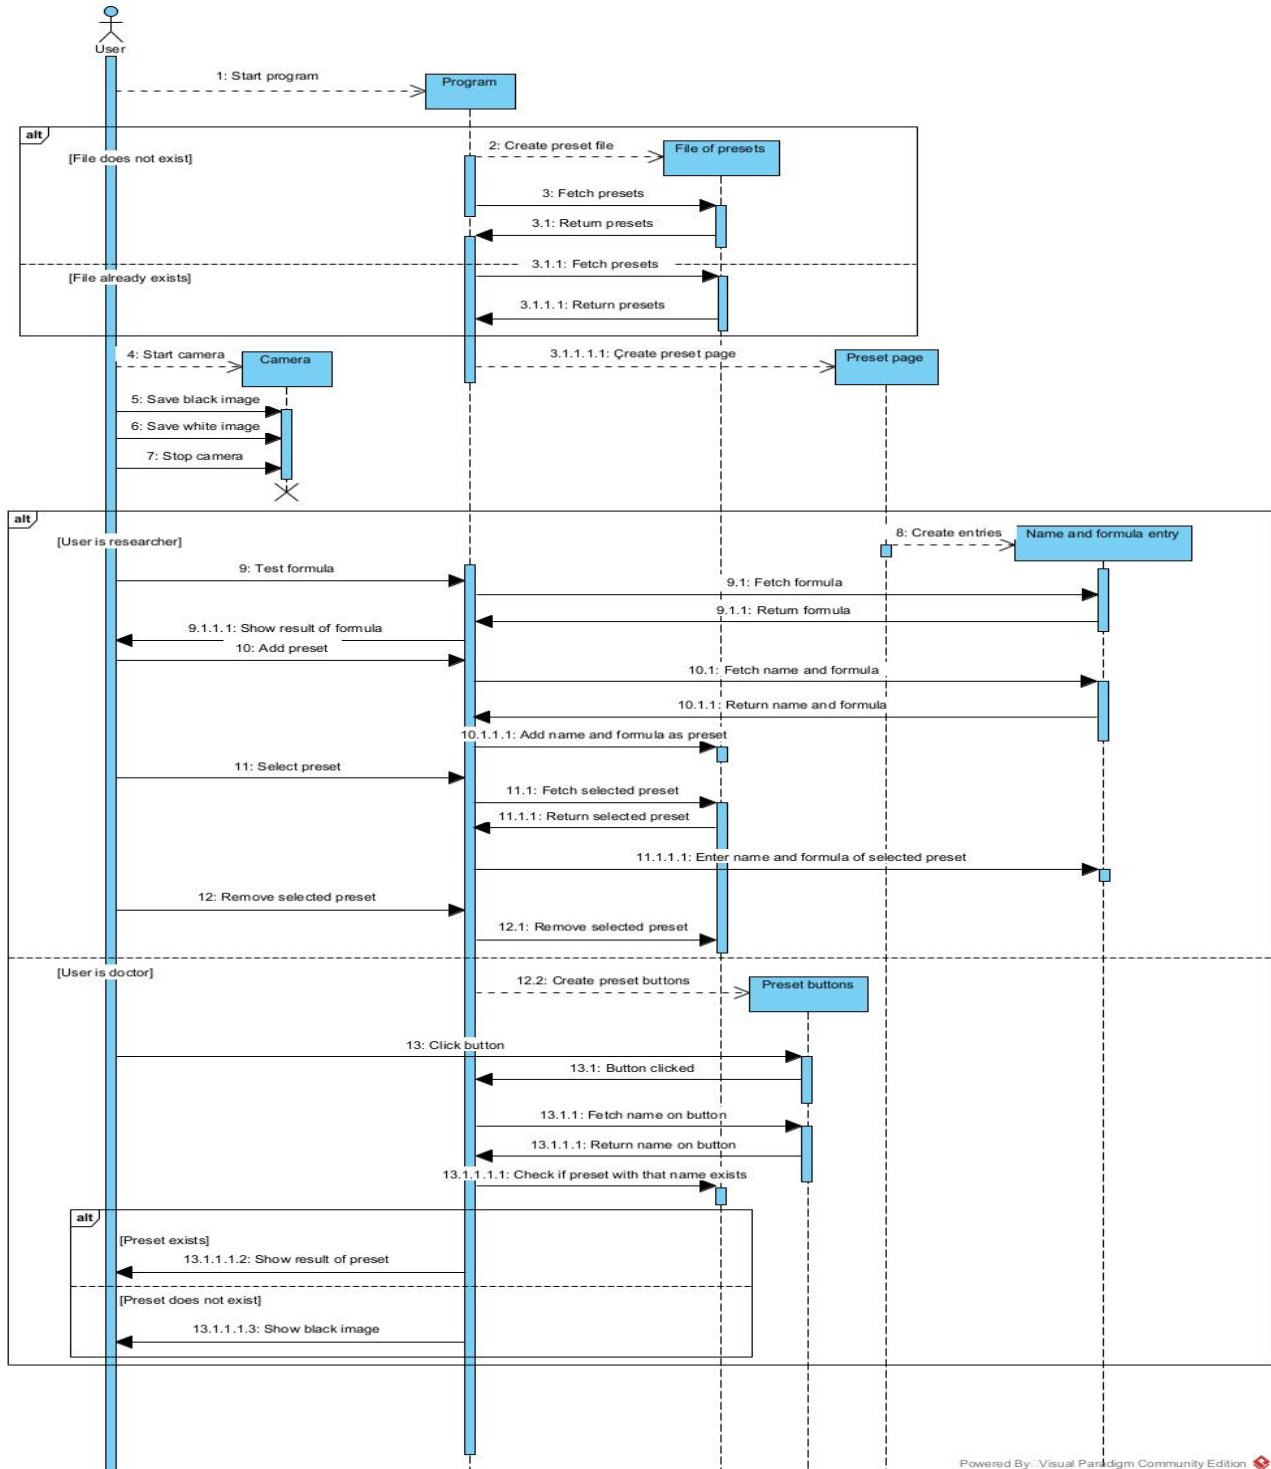 User
1: Start program
Program
alt
[File does not exist]
2: Create preset file
File of presets
3: Fetch presets
3.1: Return presets
[File already exists]
3.1.1: Fetch presets
3.1.1.1: Return presets
4: Start camera
Camera
3.1.1.1.1: Create preset page
Preset page
5: Save black image
6: Save white image
7: Stop camera
alt
[User is researcher]
8: Create entries
Name and formula entry
9: Test formula
9.1: Fetch formula
9.1.1: Return formula
9.1.1.1: Show result of formula
10: Add preset
10.1: Fetch name and formula
10.1.1: Return name and formula
10.1.1.1: Add name and formula as preset
11: Select preset
11.1: Fetch selected preset
11.1.1: Return selected preset
11.1.1.1: Enter name and formula of selected preset
12: Remove selected preset
12.1: Remove selected preset
[User is doctor]
12.2: Create preset buttons
Preset buttons
13: Click button
13.1: Button clicked
13.1.1: Fetch name on button
13.1.1.1: Return name on button
13.1.1.1.1: Check if preset with that name exists
alt
[Preset exists]
13.1.1.1.2: Show result of preset
[Preset does not exist]
13.1.1.1.3: Show black image
Powered By Visual Paradigm Community Edition